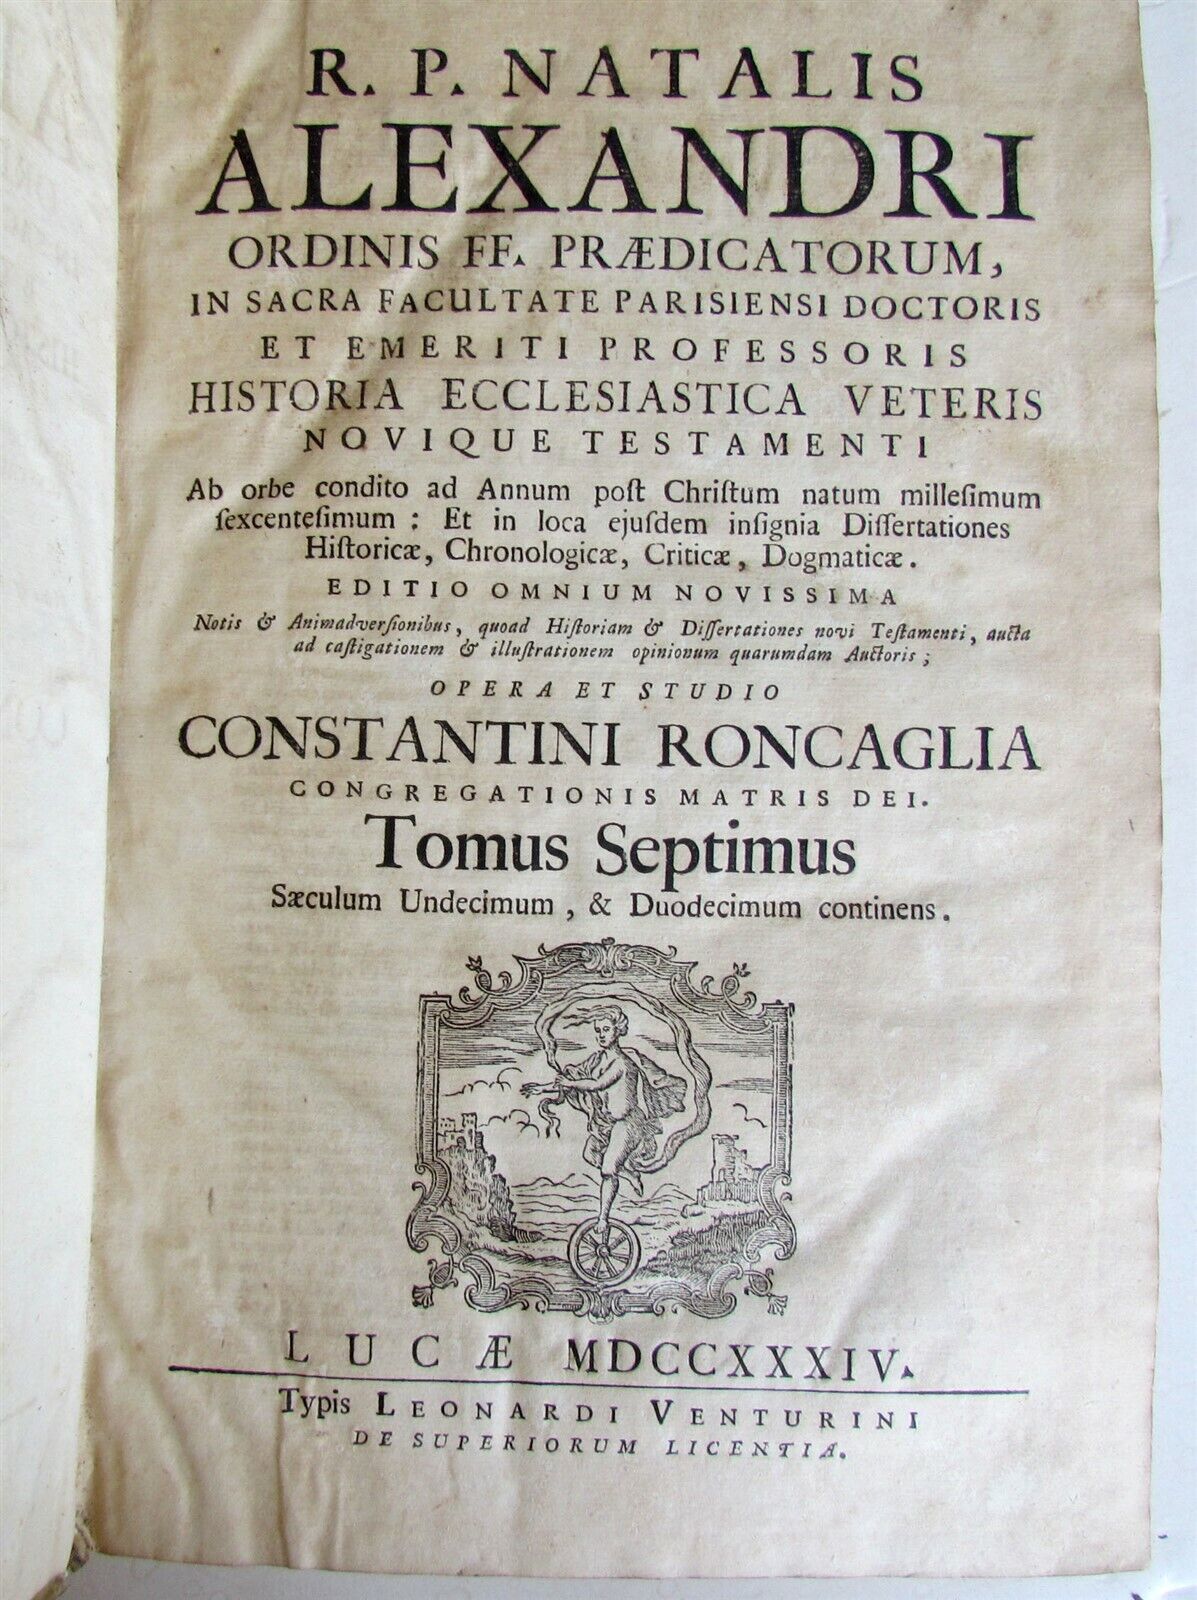 R. P. NATALIS
ALEXANDRI
ORDINIS FF. PRÆDICATORUM,
IN SACRA FACULTATE PARISIENSI DOCTORIS
ET EMERITI PROFESSORIS
HISTORIA ECCLESIASTICA VETERIS
NOVIQUE TESTAMENTI
Ab orbe condito ad Annum poſt Chriſtum natum milleſimum
ſexcenteſimum : Et in loca ejuſdem inſignia Diſſertationes
Hiſtoricæ, Chronologicæ, Criticæ, Dogmaticæ.
EDITIO OMNIUM NOVISSIMA
Notis & Animadverſionibus, quoad Hiſtoriam & Diſſertationes novi Teſtamenti, aucta
ad caſtigationem & illuſtrationem opinionum quarumdam Auctoris ;
OPERA ET STUDIO
CONSTANTINI RONCAGLIA
CONGREGATIONIS MATRIS DEI.
Tomus Septimus
Sæculum Undecimum, & Duodecimum continens.
LUCÆ MDCCXXXIV.
Typis LEONARDI VENTURINI
DE SUPERIORUM LICENTIA.